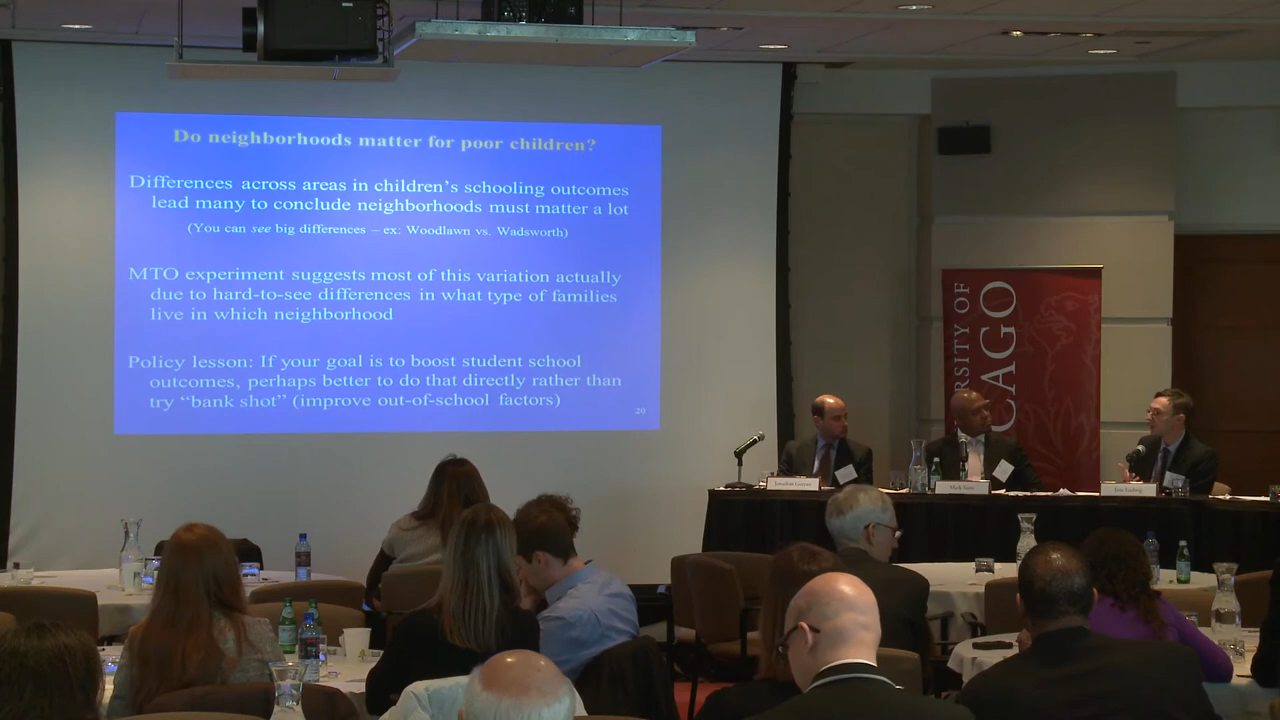 Do neighborhoods matter for poor children?
Differences across areas in children's schooling outcomes
lead many to conclude neighborhoods must matter a lot
(You can see big differences – ex: Woodlawn vs. Wadsworth)
MTO experiment suggests most of this variation actually
due to hard-to-see differences in what type of families
live in which neighborhood
Policy lesson: If your goal is to boost student school
outcomes, perhaps better to do that directly rather than
try “bank shot” (improve out-of-school factors)
20
RSITY OF
CAGO
Jonathan
Mark